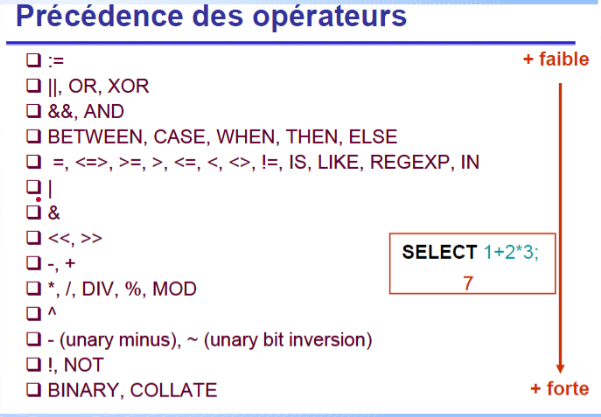 Précédence des opérateurs
❑ :=
+ faible
❑ ||, OR, XOR
❑ &&, AND
❑ BETWEEN, CASE, WHEN, THEN, ELSE
❑ =, <=>, >=, >, <=, <, <>, !=, IS, LIKE, REGEXP, IN
❑ |
❑ &
❑ <<, >>
❑ -, +
❑ *, /, DIV, %, MOD
❑ ^
❑ - (unary minus), ~ (unary bit inversion)
❑ !, NOT
❑ BINARY, COLLATE
SELECT 1+2*3;
7
+ forte